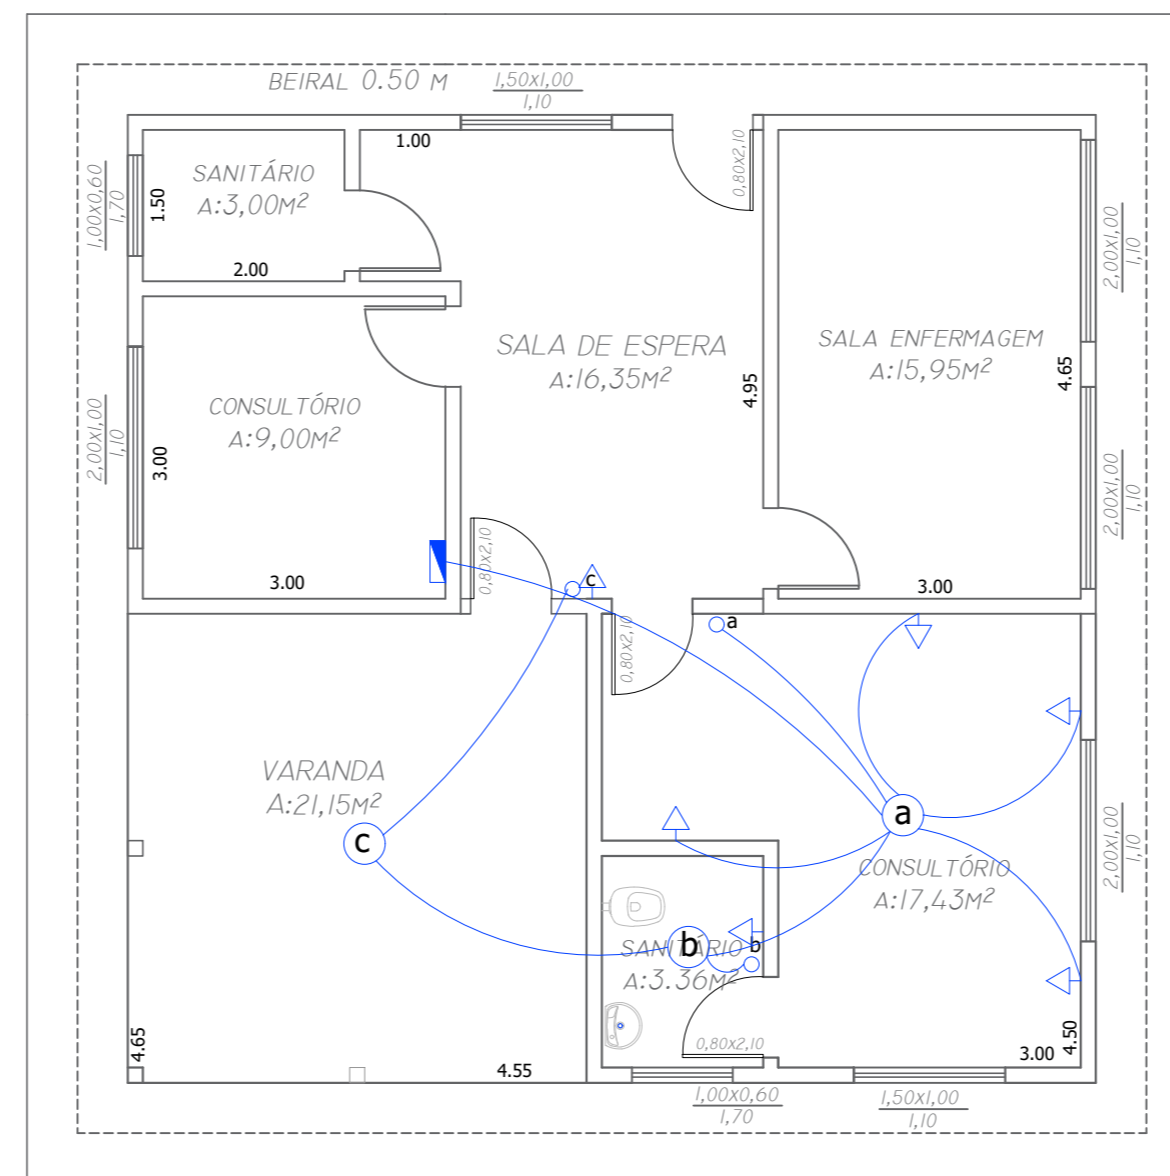 BEIRAL 0.50 M
1,50x1,00
1,10
1.00
0,80x2,10
SANITÁRIO
A:3,00M²
1,00x0,60
1,70
1.50
2.00
2,00x1,00
1,10
SALA DE ESPERA
A:16,35M²
4.95
SALA ENFERMAGEM
A:15,95M²
4.65
CONSULTÓRIO
A:9,00M²
2,00x1,00
1,10
3.00
3.00
2,00x1,00
1,10
0,80x2,10
c
3.00
a
0,80x2,10
VARANDA
A:21,15M²
c
a
2,00x1,00
1,10
CONSULTÓRIO
A:17,43M²
b
b
SANITÁRIO
A:3.36M²
0,80x2,10
4.65
4.55
3.00
4.50
1,00x0,60
1,70
1,50x1,00
1,10